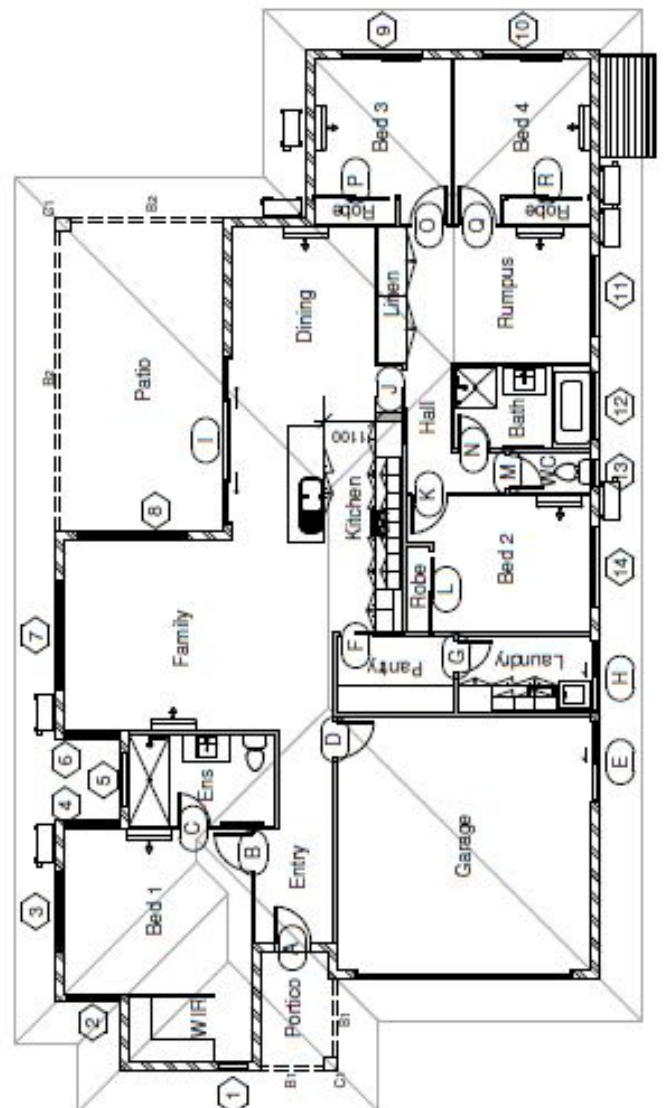 9
10
Bed 3
Bed 4
P
R
Robe
Robe
O
Q
C1
B2
B2
Patio
Dining
Linen
Rumpus
11
I
J
Hall
Bath
12
N
1100
Kitchen
K
M
WC
13
8
Robe
L
Bed 2
14
7
Family
F
Pantry
G
Laundry
H
D
E
6
5
4
Ens
C
B
Entry
Garage
3
Bed 1
A
2
WIR
Portico
B1
B1
C1
1